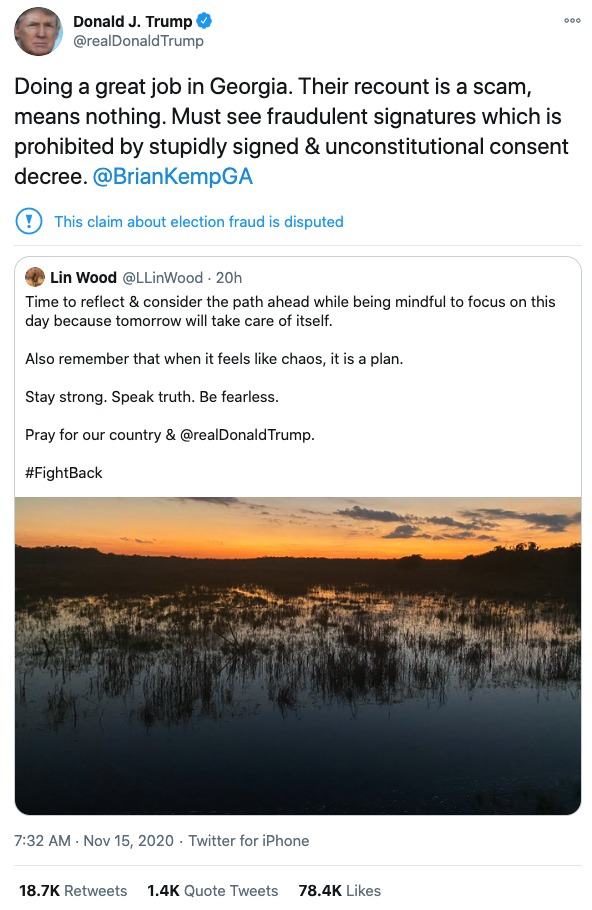 Donald J. Trump
@realDonaldTrump
Doing a great job in Georgia. Their recount is a scam,
means nothing. Must see fraudulent signatures which is
prohibited by stupidly signed & unconstitutional consent
decree. @BrianKempGA
This claim about election fraud is disputed
Lin Wood @LLinWood · 20h
Time to reflect & consider the path ahead while being mindful to focus on this
day because tomorrow will take care of itself.
Also remember that when it feels like chaos, it is a plan.
Stay strong. Speak truth. Be fearless.
Pray for our country & @realDonaldTrump.
#FightBack
7:32 AM · Nov 15, 2020 · Twitter for iPhone
18.7K Retweets 1.4K Quote Tweets 78.4K Likes